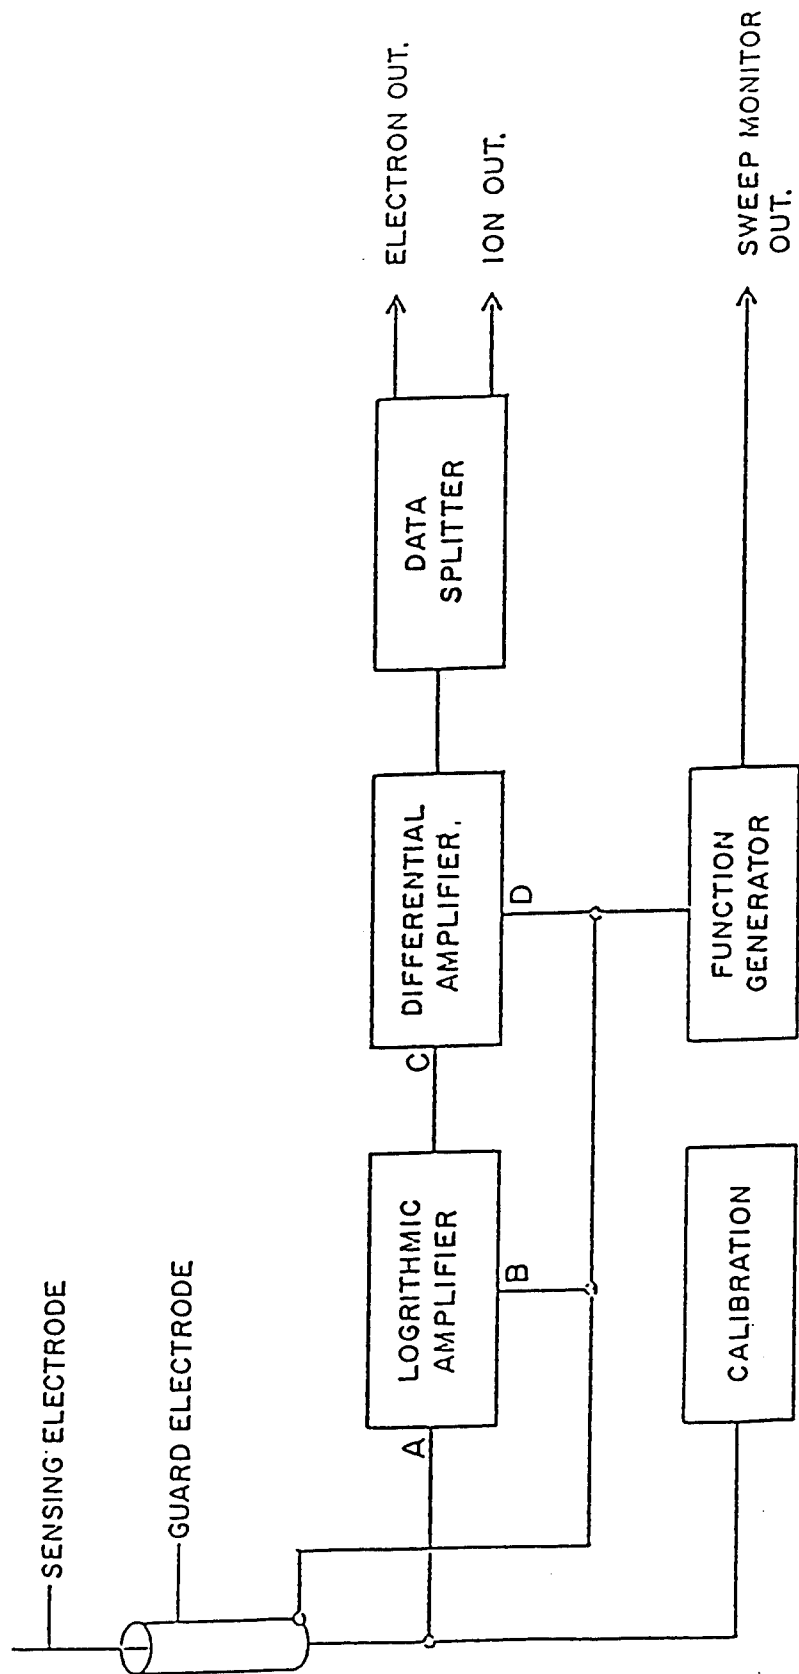 SENSING ELECTRODE
GUARD ELECTRODE
A
LOGRITHMIC
AMPLIFIER
B
C
DIFFERENTIAL
AMPLIFIER.
D
DATA
SPLITTER
ELECTRON OUT.
ION OUT.
CALIBRATION
FUNCTION
GENERATOR
SWEEP MONITOR
OUT.